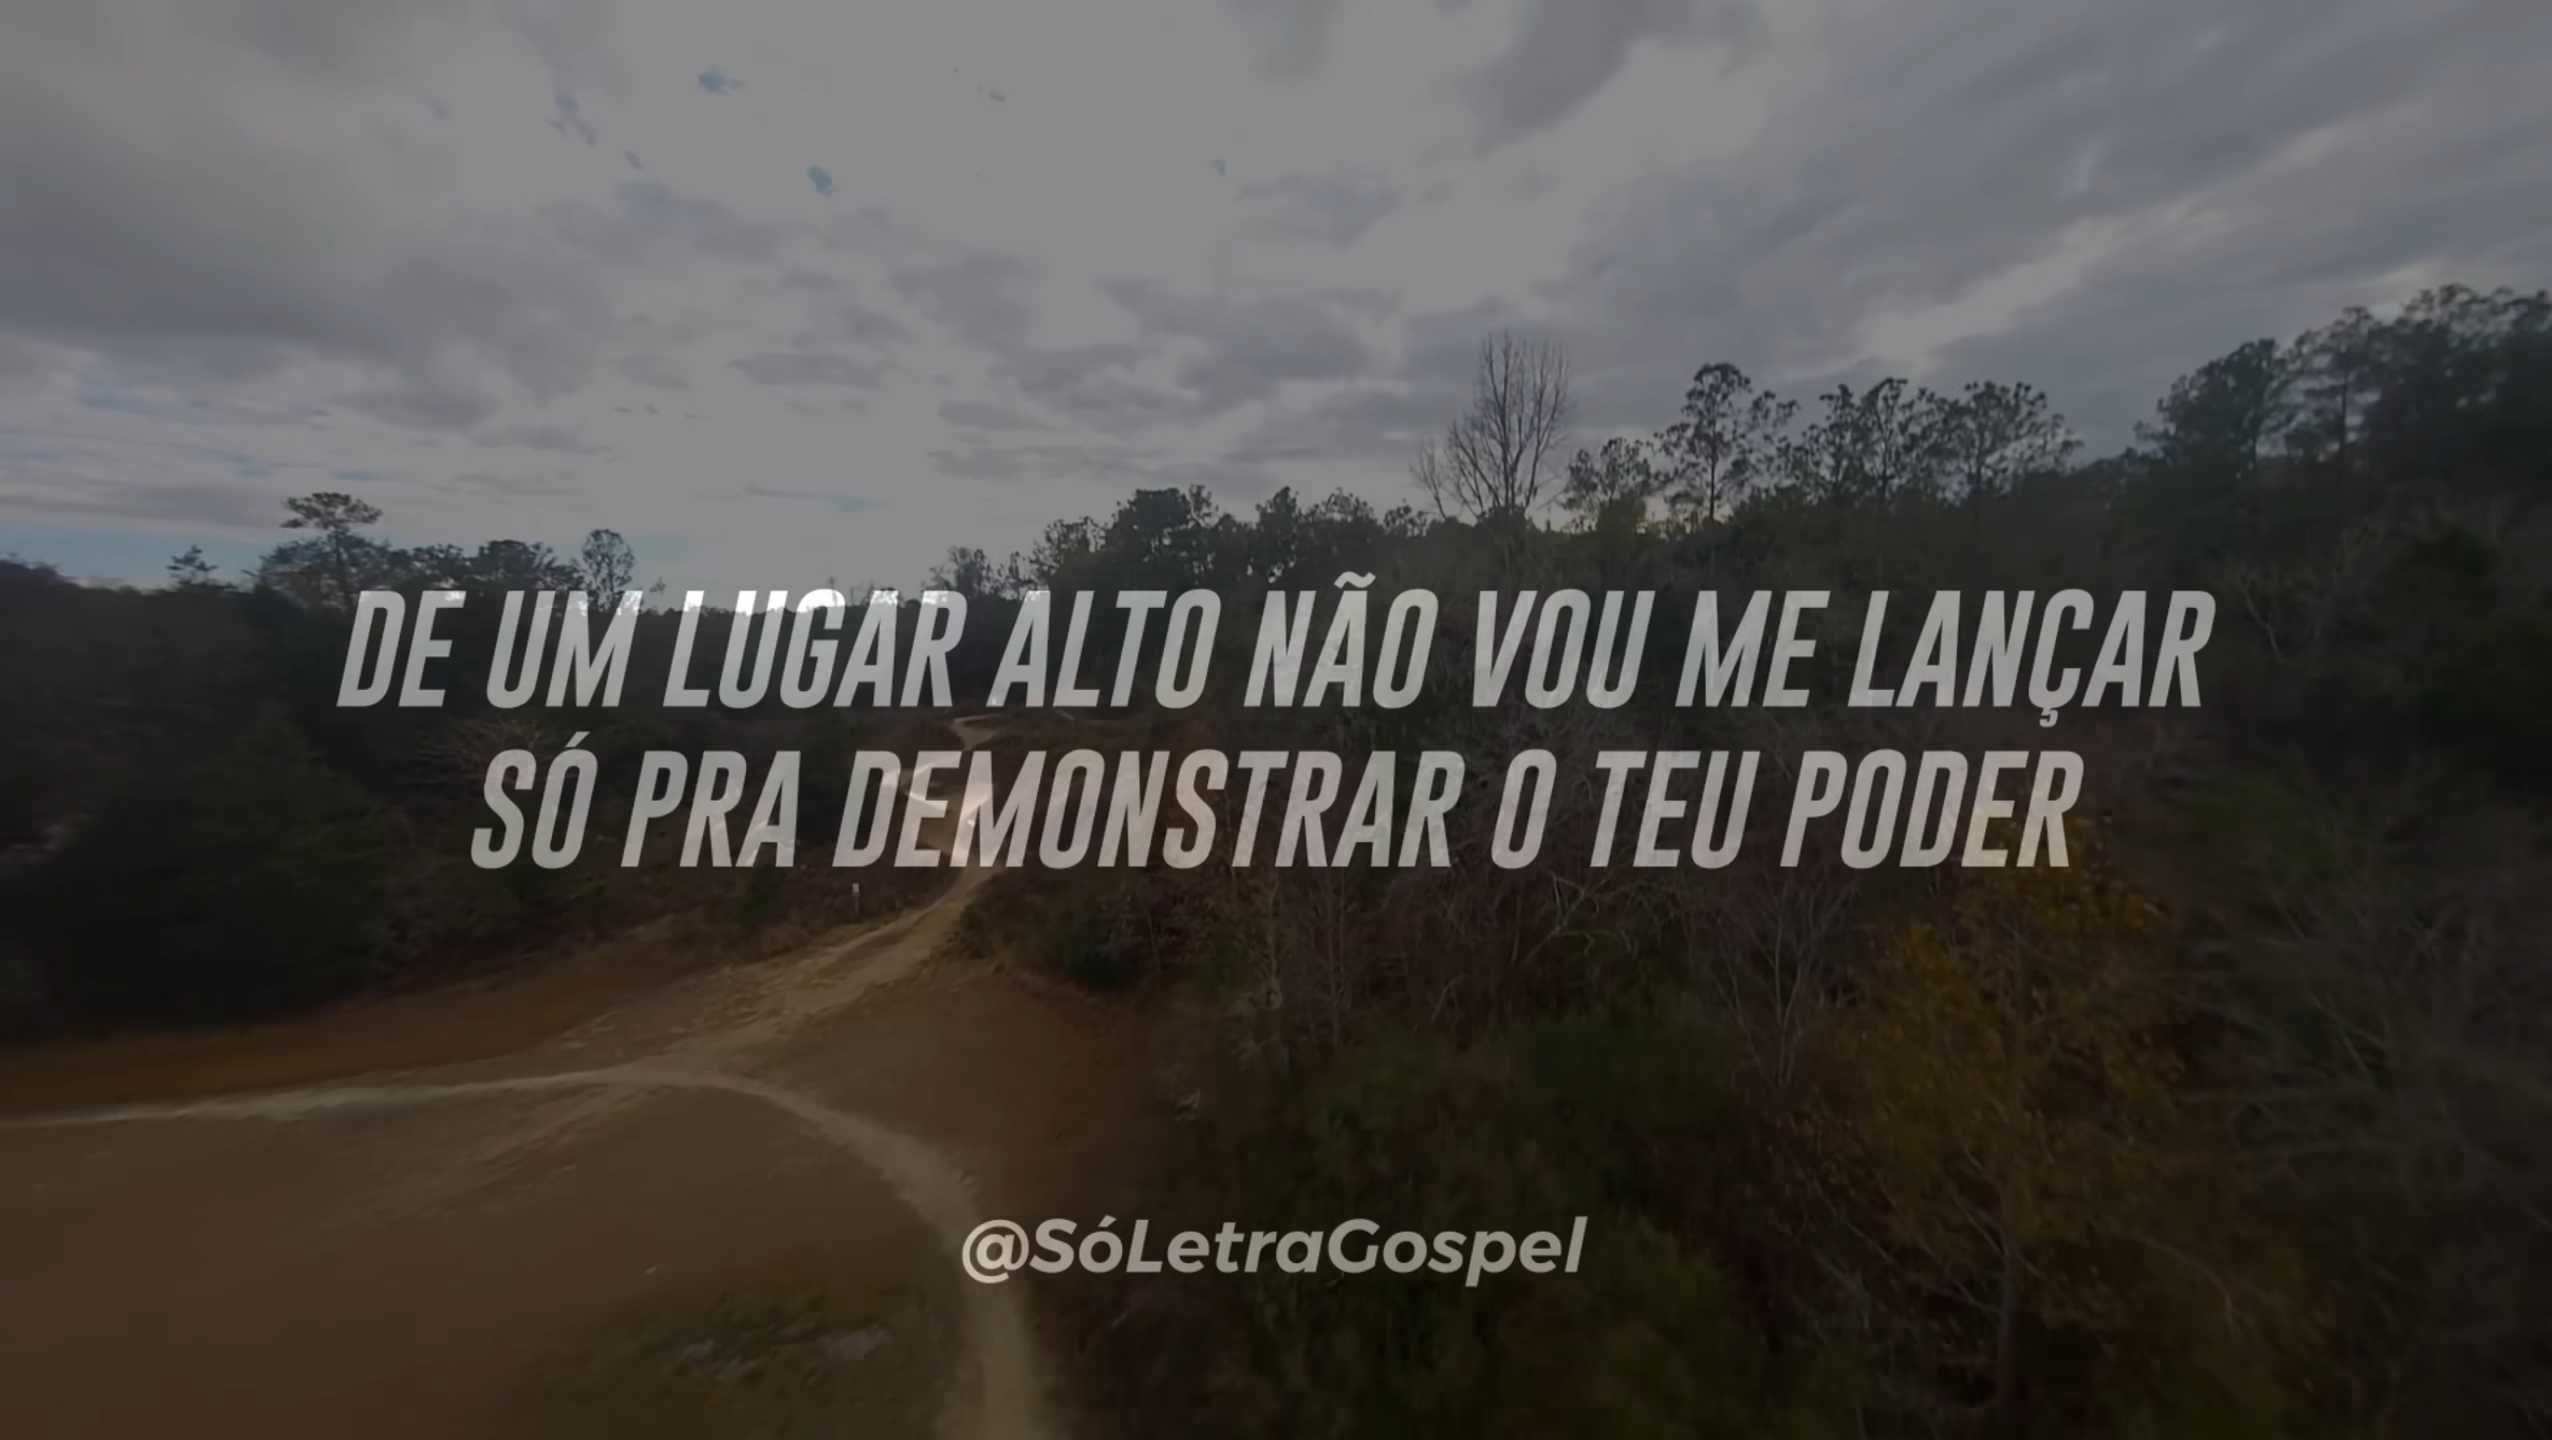 DE UM LUGAR ALTO NÃO VOU ME LANÇAR
SÓ PRA DEMONSTRAR O TEU PODER
@SóLetraGospel